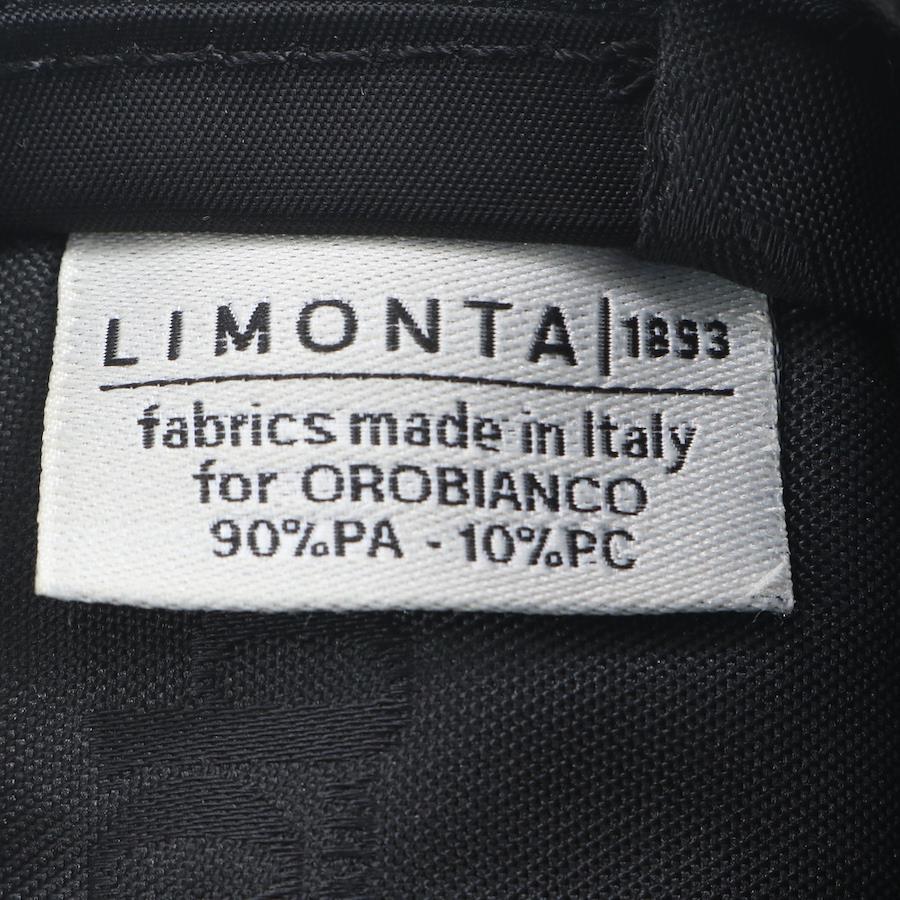 LIMONTA | 1893
fabrics made in Italy
for OROBIANCO
90%PA - 10%PC